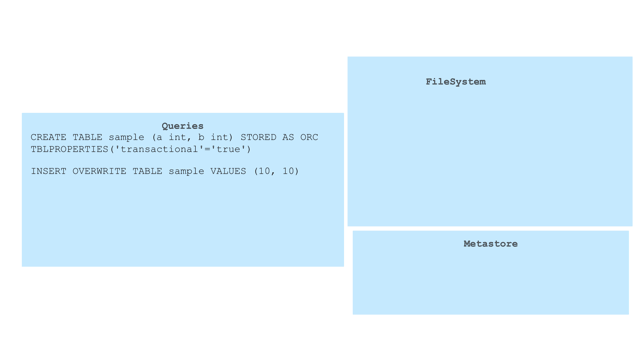 Queries
CREATE TABLE sample (a int, b int) STORED AS ORC
TBLPROPERTIES('transactional'='true')
INSERT OVERWRITE TABLE sample VALUES (10, 10)
FileSystem
Metastore